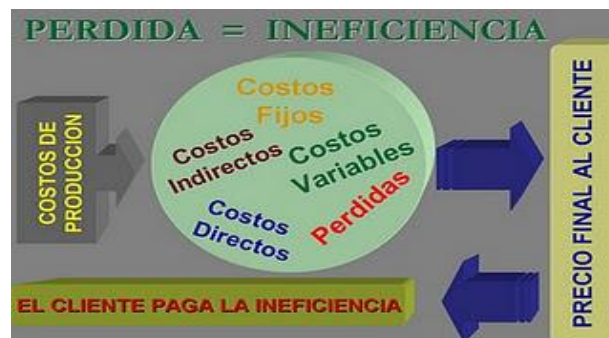 PERDIDA = INEFICIENCIA
COSTOS DE
PRODUCCION
Costos
Fijos
Costos
Indirectos
Costos
Variables
Costos
Directos
Perdidas
PRECIO FINAL AL CLIENTE
EL CLIENTE PAGA LA INEFICIENCIA